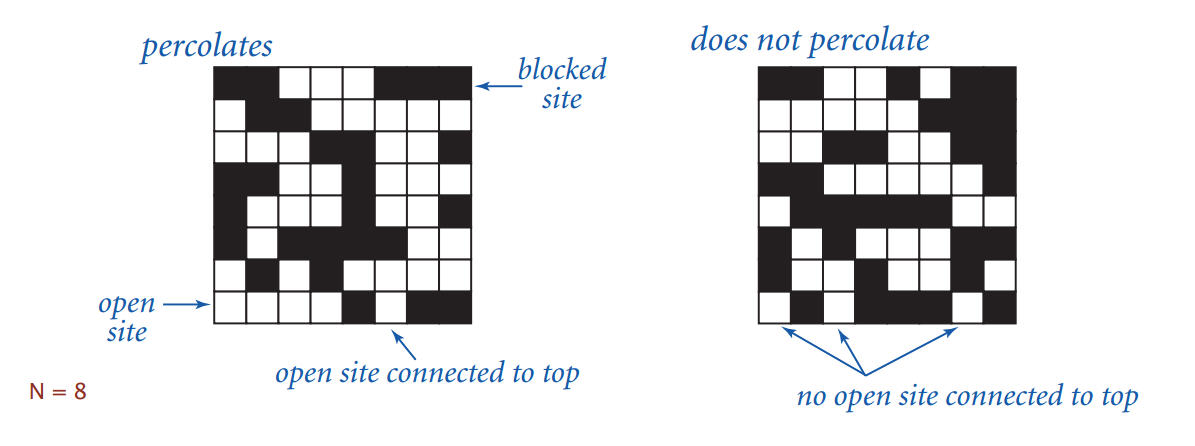 percolates
does not percolate
blocked
site
open
site
open site connected to top
no open site connected to top
N = 8